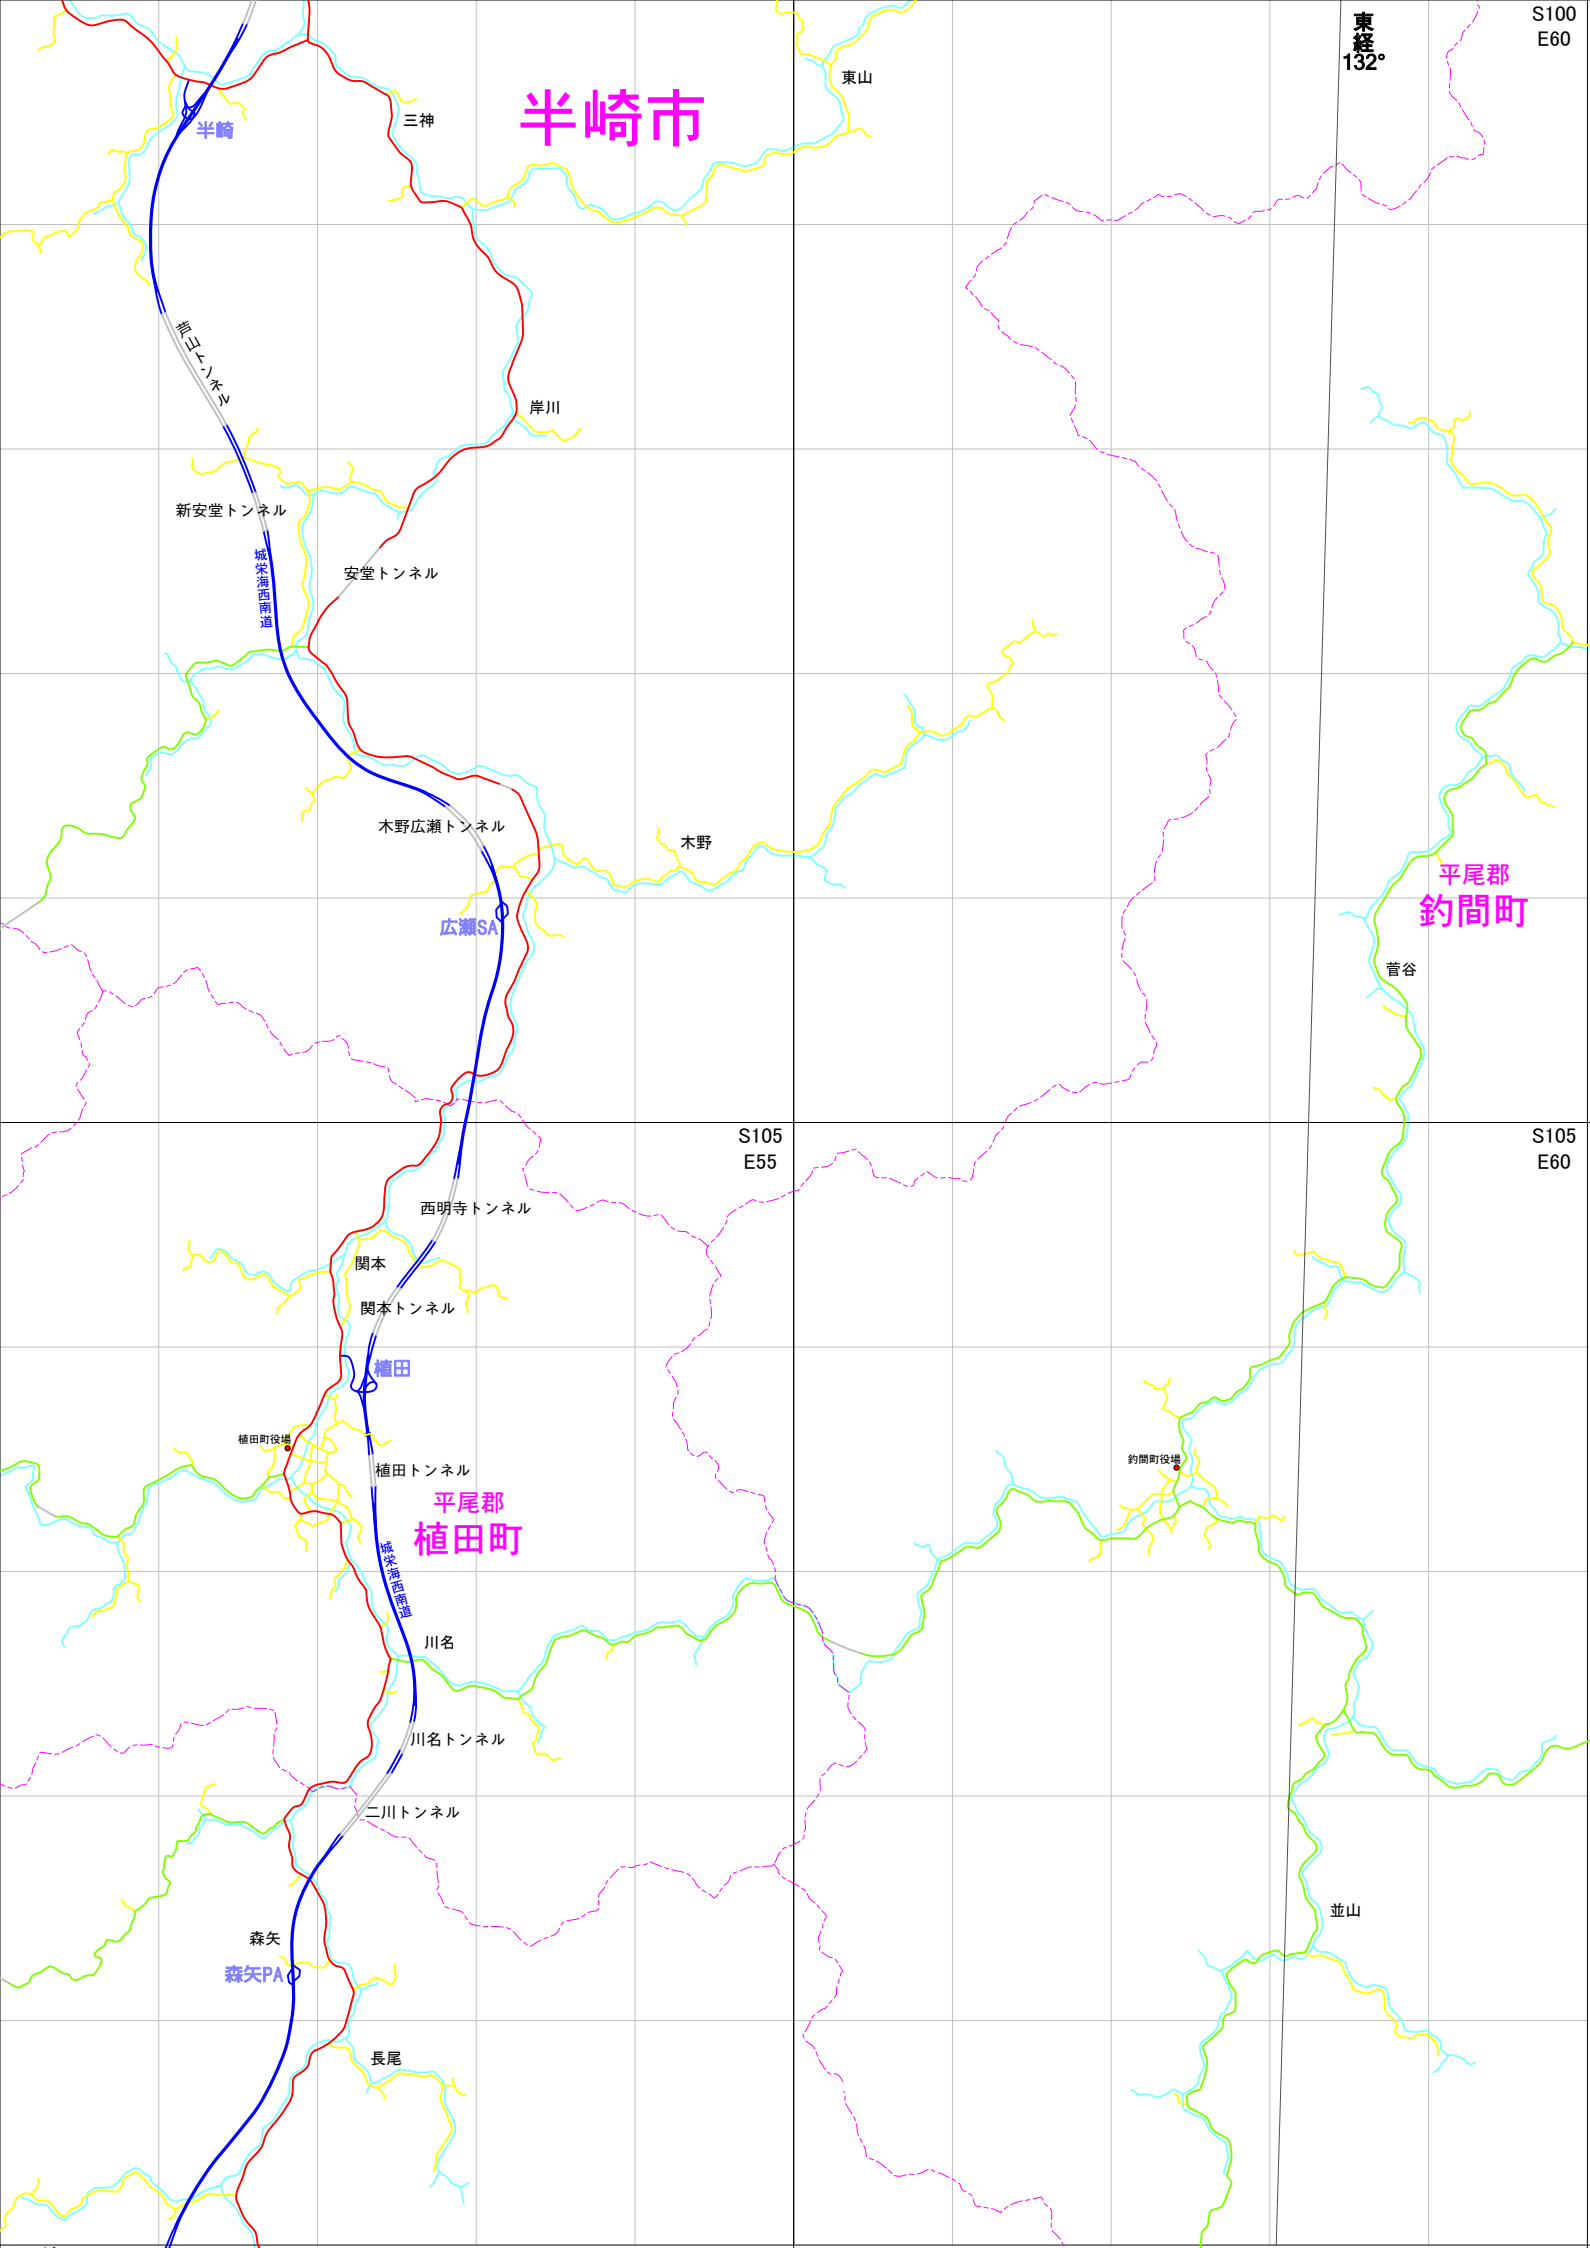 S100
E60
東経
132°
東山
三神
半崎市
半崎
芦山トンネル
岸川
新安堂トンネル
城栄海西南道
安堂トンネル
木野広瀬トンネル
木野
平尾郡
釣間町
広瀬SA
菅谷
S105
E55
S105
E60
西明寺トンネル
関本
関本トンネル
植田
植田町役場
釣間町役場
植田トンネル
平尾郡
植田町
城栄海西南道
川名
川名トンネル
二川トンネル
並山
森矢
森矢PA
長尾